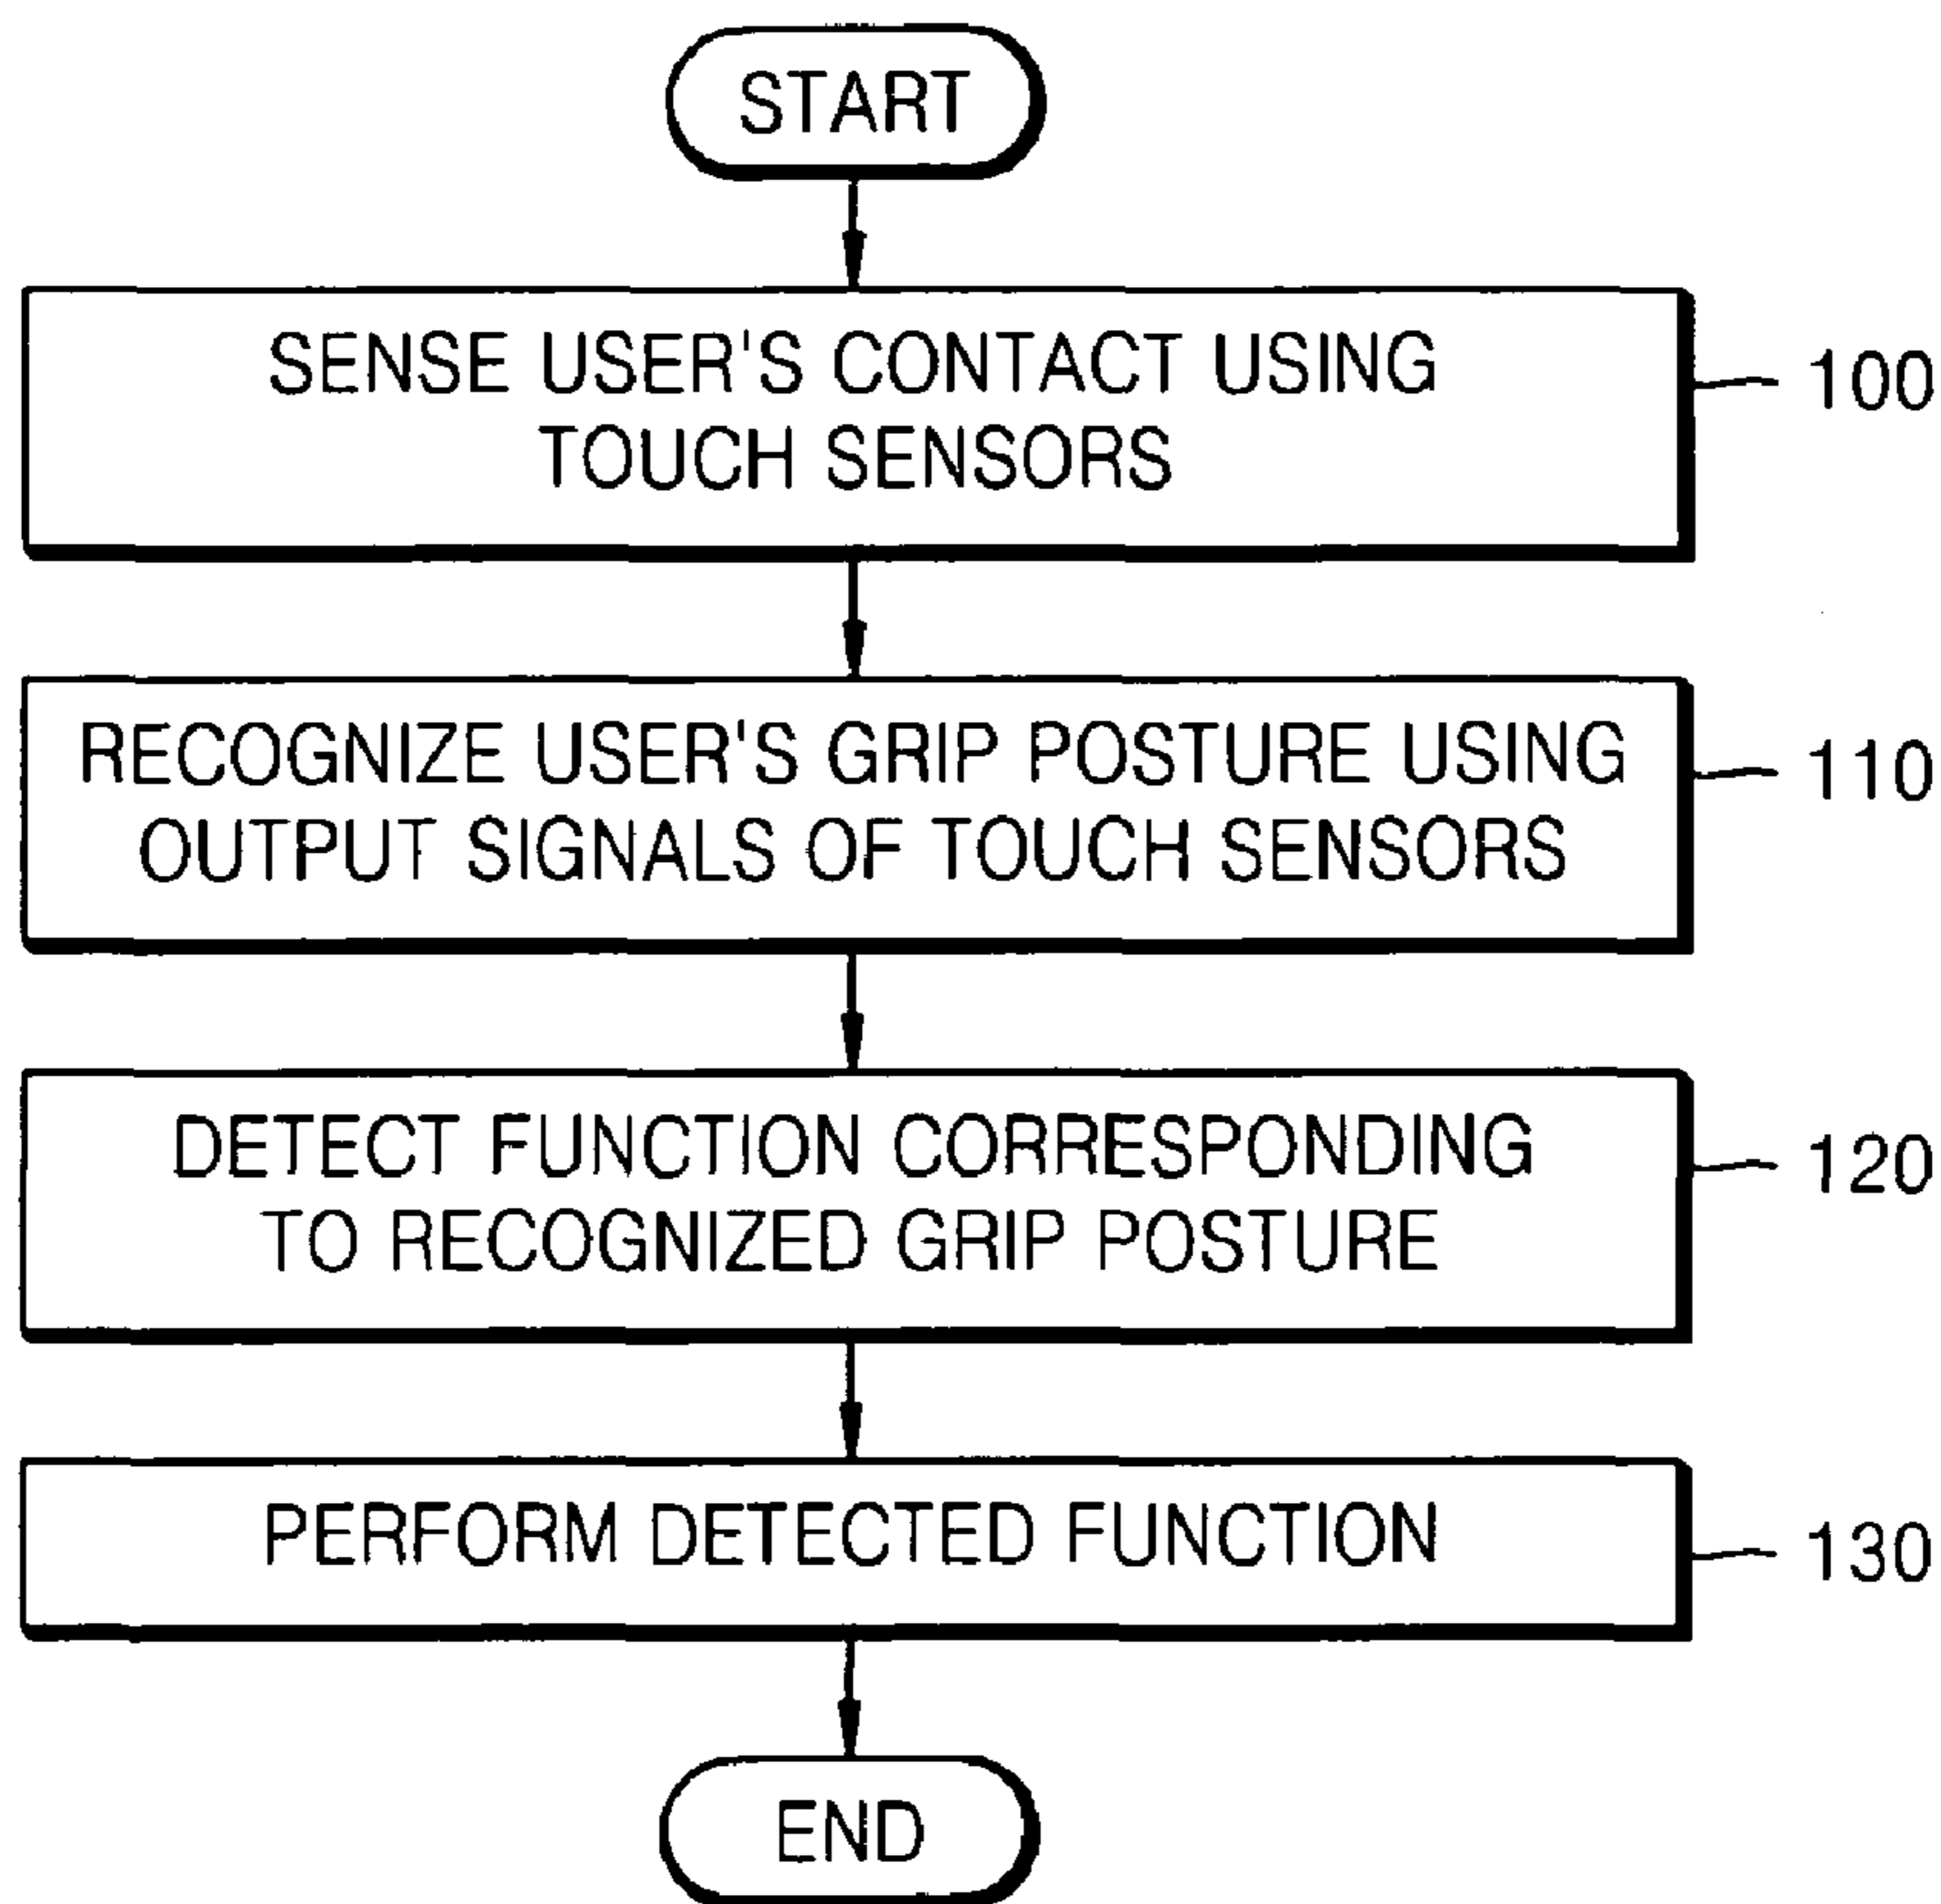 START
SENSE USER'S CONTACT USING
TOUCH SENSORS
100
RECOGNIZE USER'S GRIP POSTURE USING
OUTPUT SIGNALS OF TOUCH SENSORS
110
DETECT FUNCTION CORRESPONDING
TO RECOGNIZED GRIP POSTURE
120
PERFORM DETECTED FUNCTION
130
END